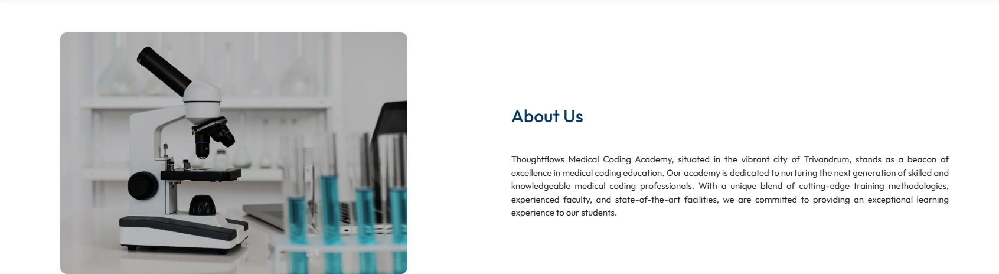 About Us
Thoughtflows Medical Coding Academy, situated in the vibrant city of Trivandrum, stands as a beacon of
excellence in medical coding education. Our academy is dedicated to nurturing the next generation of skilled and
knowledgeable medical coding professionals. With a unique blend of cutting-edge training methodologies,
experienced faculty, and state-of-the-art facilities, we are committed to providing an exceptional learning
experience to our students.